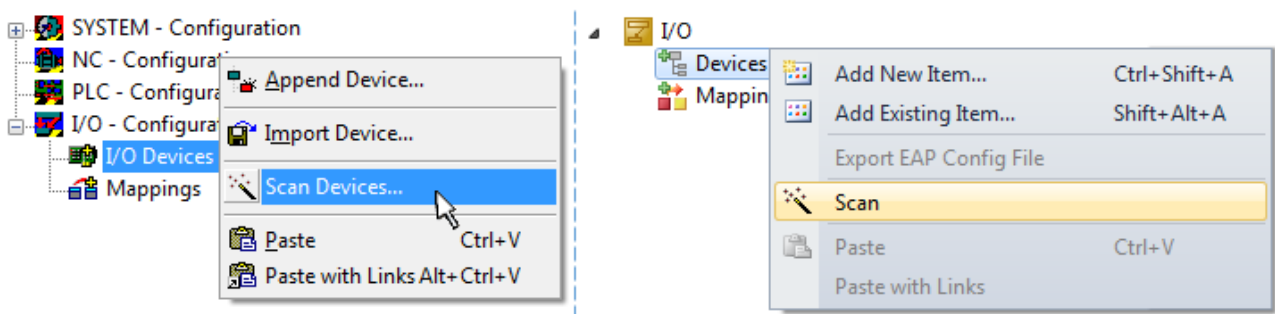 SYSTEM - Configuration
NC - Configurat
PLC - Configura
I/O - Configurat
I/O Devices
Mappings
Append Device...
Import Device...
Scan Devices...
Paste Ctrl+V
Paste with Links Alt+Ctrl+V
I/O
Devices
Mappin
Add New Item... Ctrl+Shift+A
Add Existing Item... Shift+Alt+A
Export EAP Config File
Scan
Paste Ctrl+V
Paste with Links